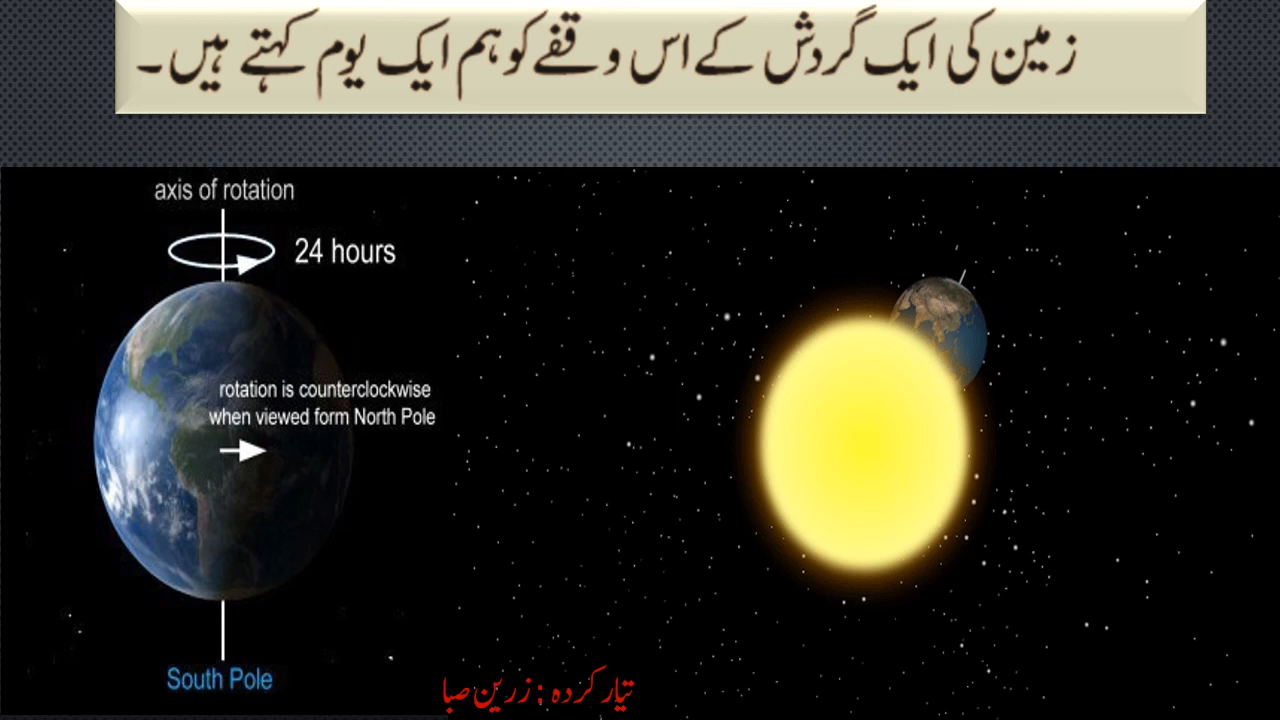 زمین کی ایک گردش کے اس وقفے کو ہم ایک یوم کہتے ہیں۔
axis of rotation
24 hours
rotation is counterclockwise
when viewed form North Pole
South Pole
تیار کردہ : زرین صبا